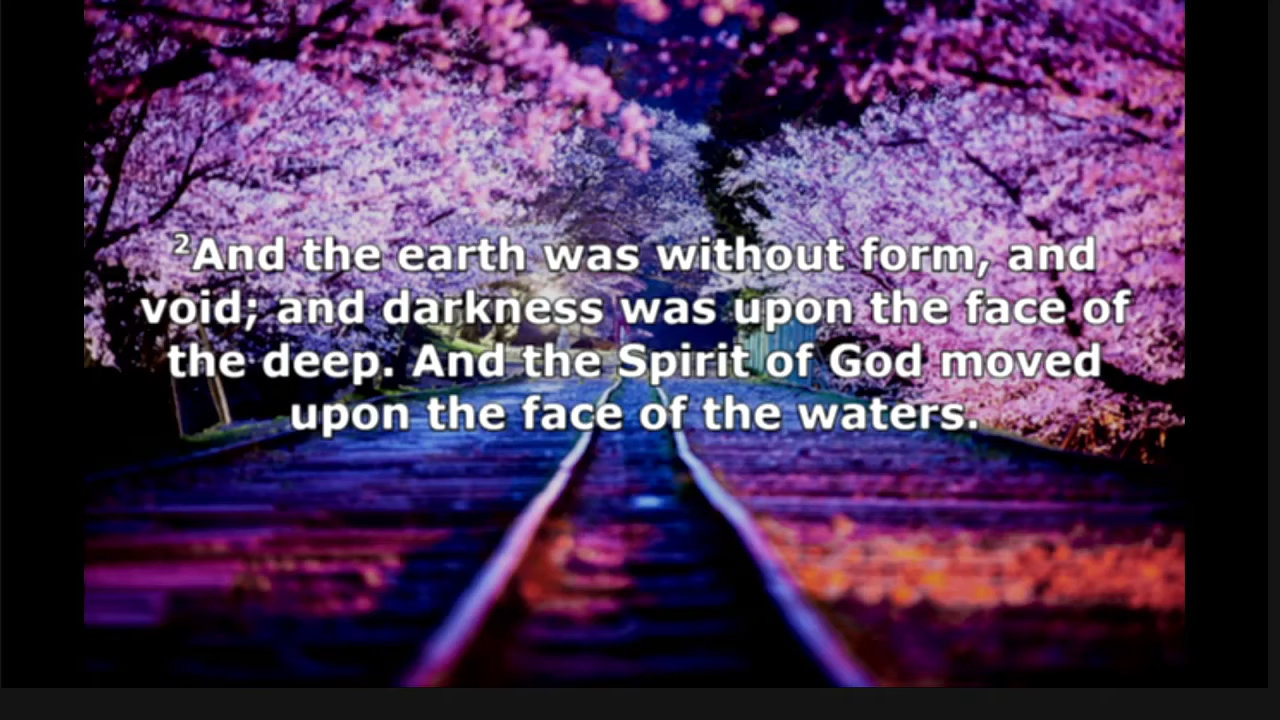 ²And the earth was without form, and
void; and darkness was upon the face of
the deep. And the Spirit of God moved
upon the face of the waters.